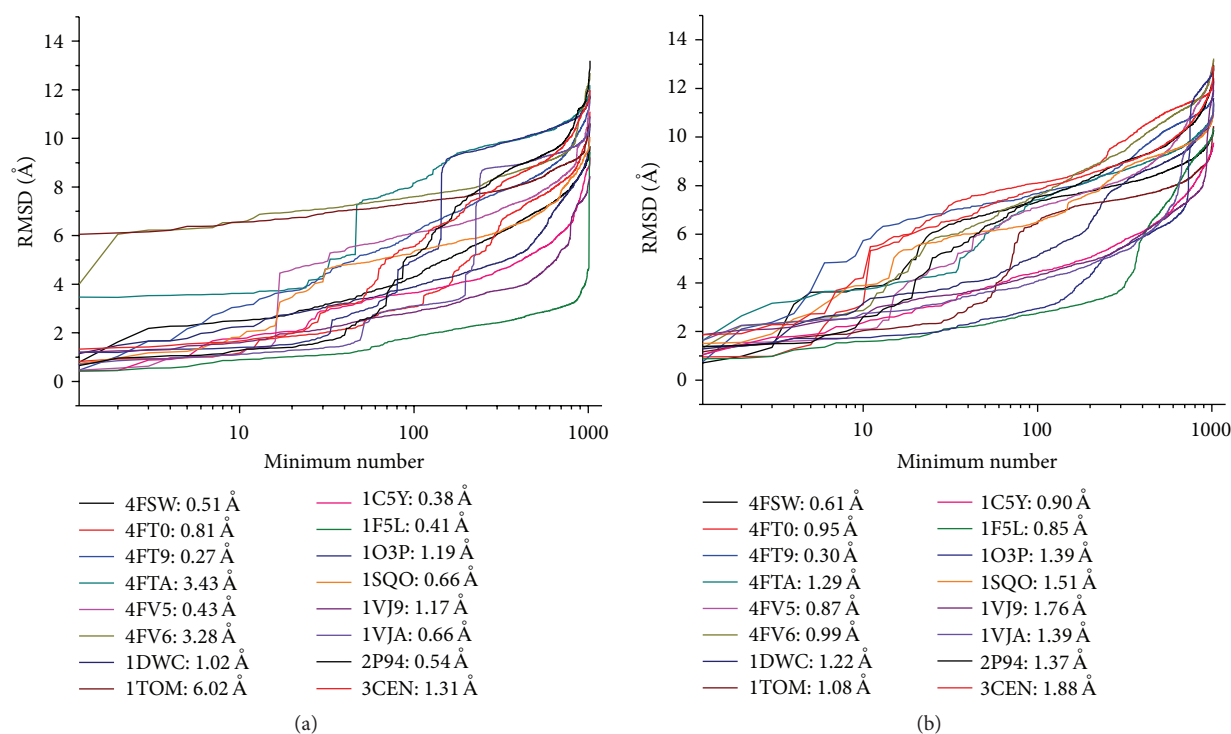 14
12
10
8
6
4
2
0
RMSD (Å)
10
100
1000
Minimum number
4FSW: 0.51 Å
4FT0: 0.81 Å
4FT9: 0.27 Å
4FTA: 3.43 Å
4FV5: 0.43 Å
4FV6: 3.28 Å
1DWC: 1.02 Å
1TOM: 6.02 Å
1C5Y: 0.38 Å
1F5L: 0.41 Å
1O3P: 1.19 Å
1SQO: 0.66 Å
1VJ9: 1.17 Å
1VJA: 0.66 Å
2P94: 0.54 Å
3CEN: 1.31 Å
(a)
14
12
10
8
6
4
2
0
RMSD (Å)
10
100
1000
Minimum number
4FSW: 0.61 Å
4FT0: 0.95 Å
4FT9: 0.30 Å
4FTA: 1.29 Å
4FV5: 0.87 Å
4FV6: 0.99 Å
1DWC: 1.22 Å
1TOM: 1.08 Å
1C5Y: 0.90 Å
1F5L: 0.85 Å
1O3P: 1.39 Å
1SQO: 1.51 Å
1VJ9: 1.76 Å
1VJA: 1.39 Å
2P94: 1.37 Å
3CEN: 1.88 Å
(b)